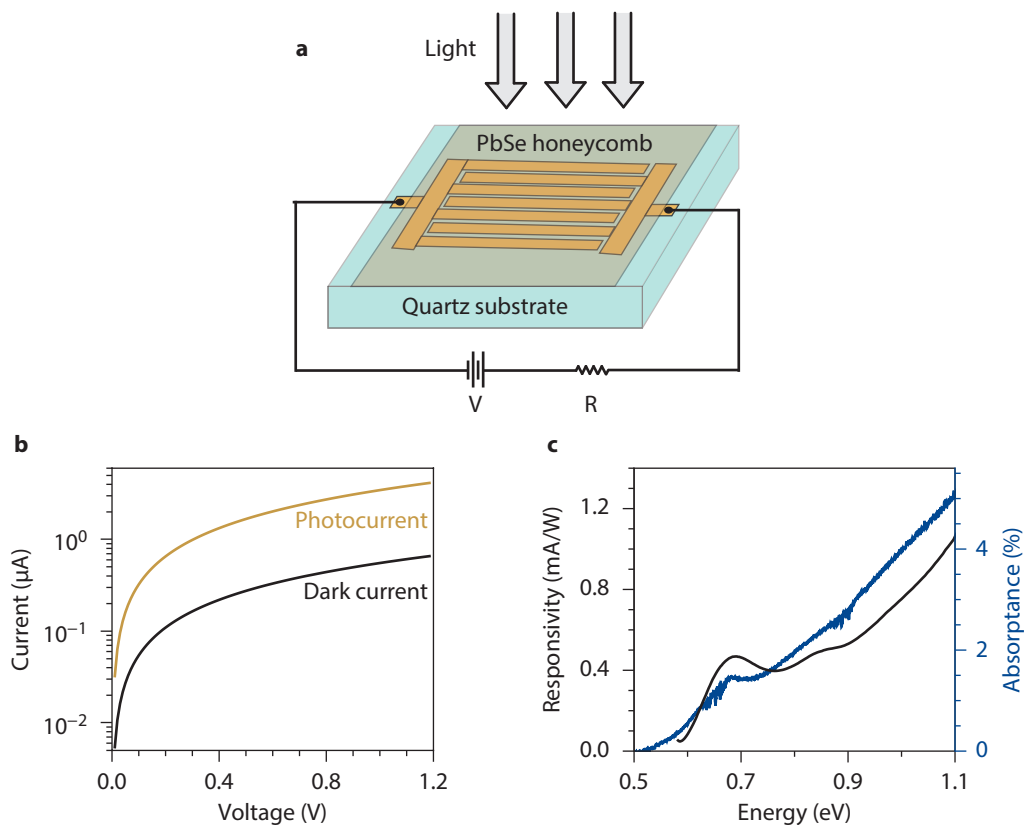 a
Light
PbSe honeycomb
Quartz substrate
V
R
b
Current (μA)
10⁰
10⁻¹
10⁻²
Photocurrent
Dark current
0.0
0.4
0.8
1.2
Voltage (V)
c
Responsivity (mA/W)
1.2
0.8
0.4
0.0
4
2
0
Absorptance (%)
0.5
0.7
0.9
1.1
Energy (eV)